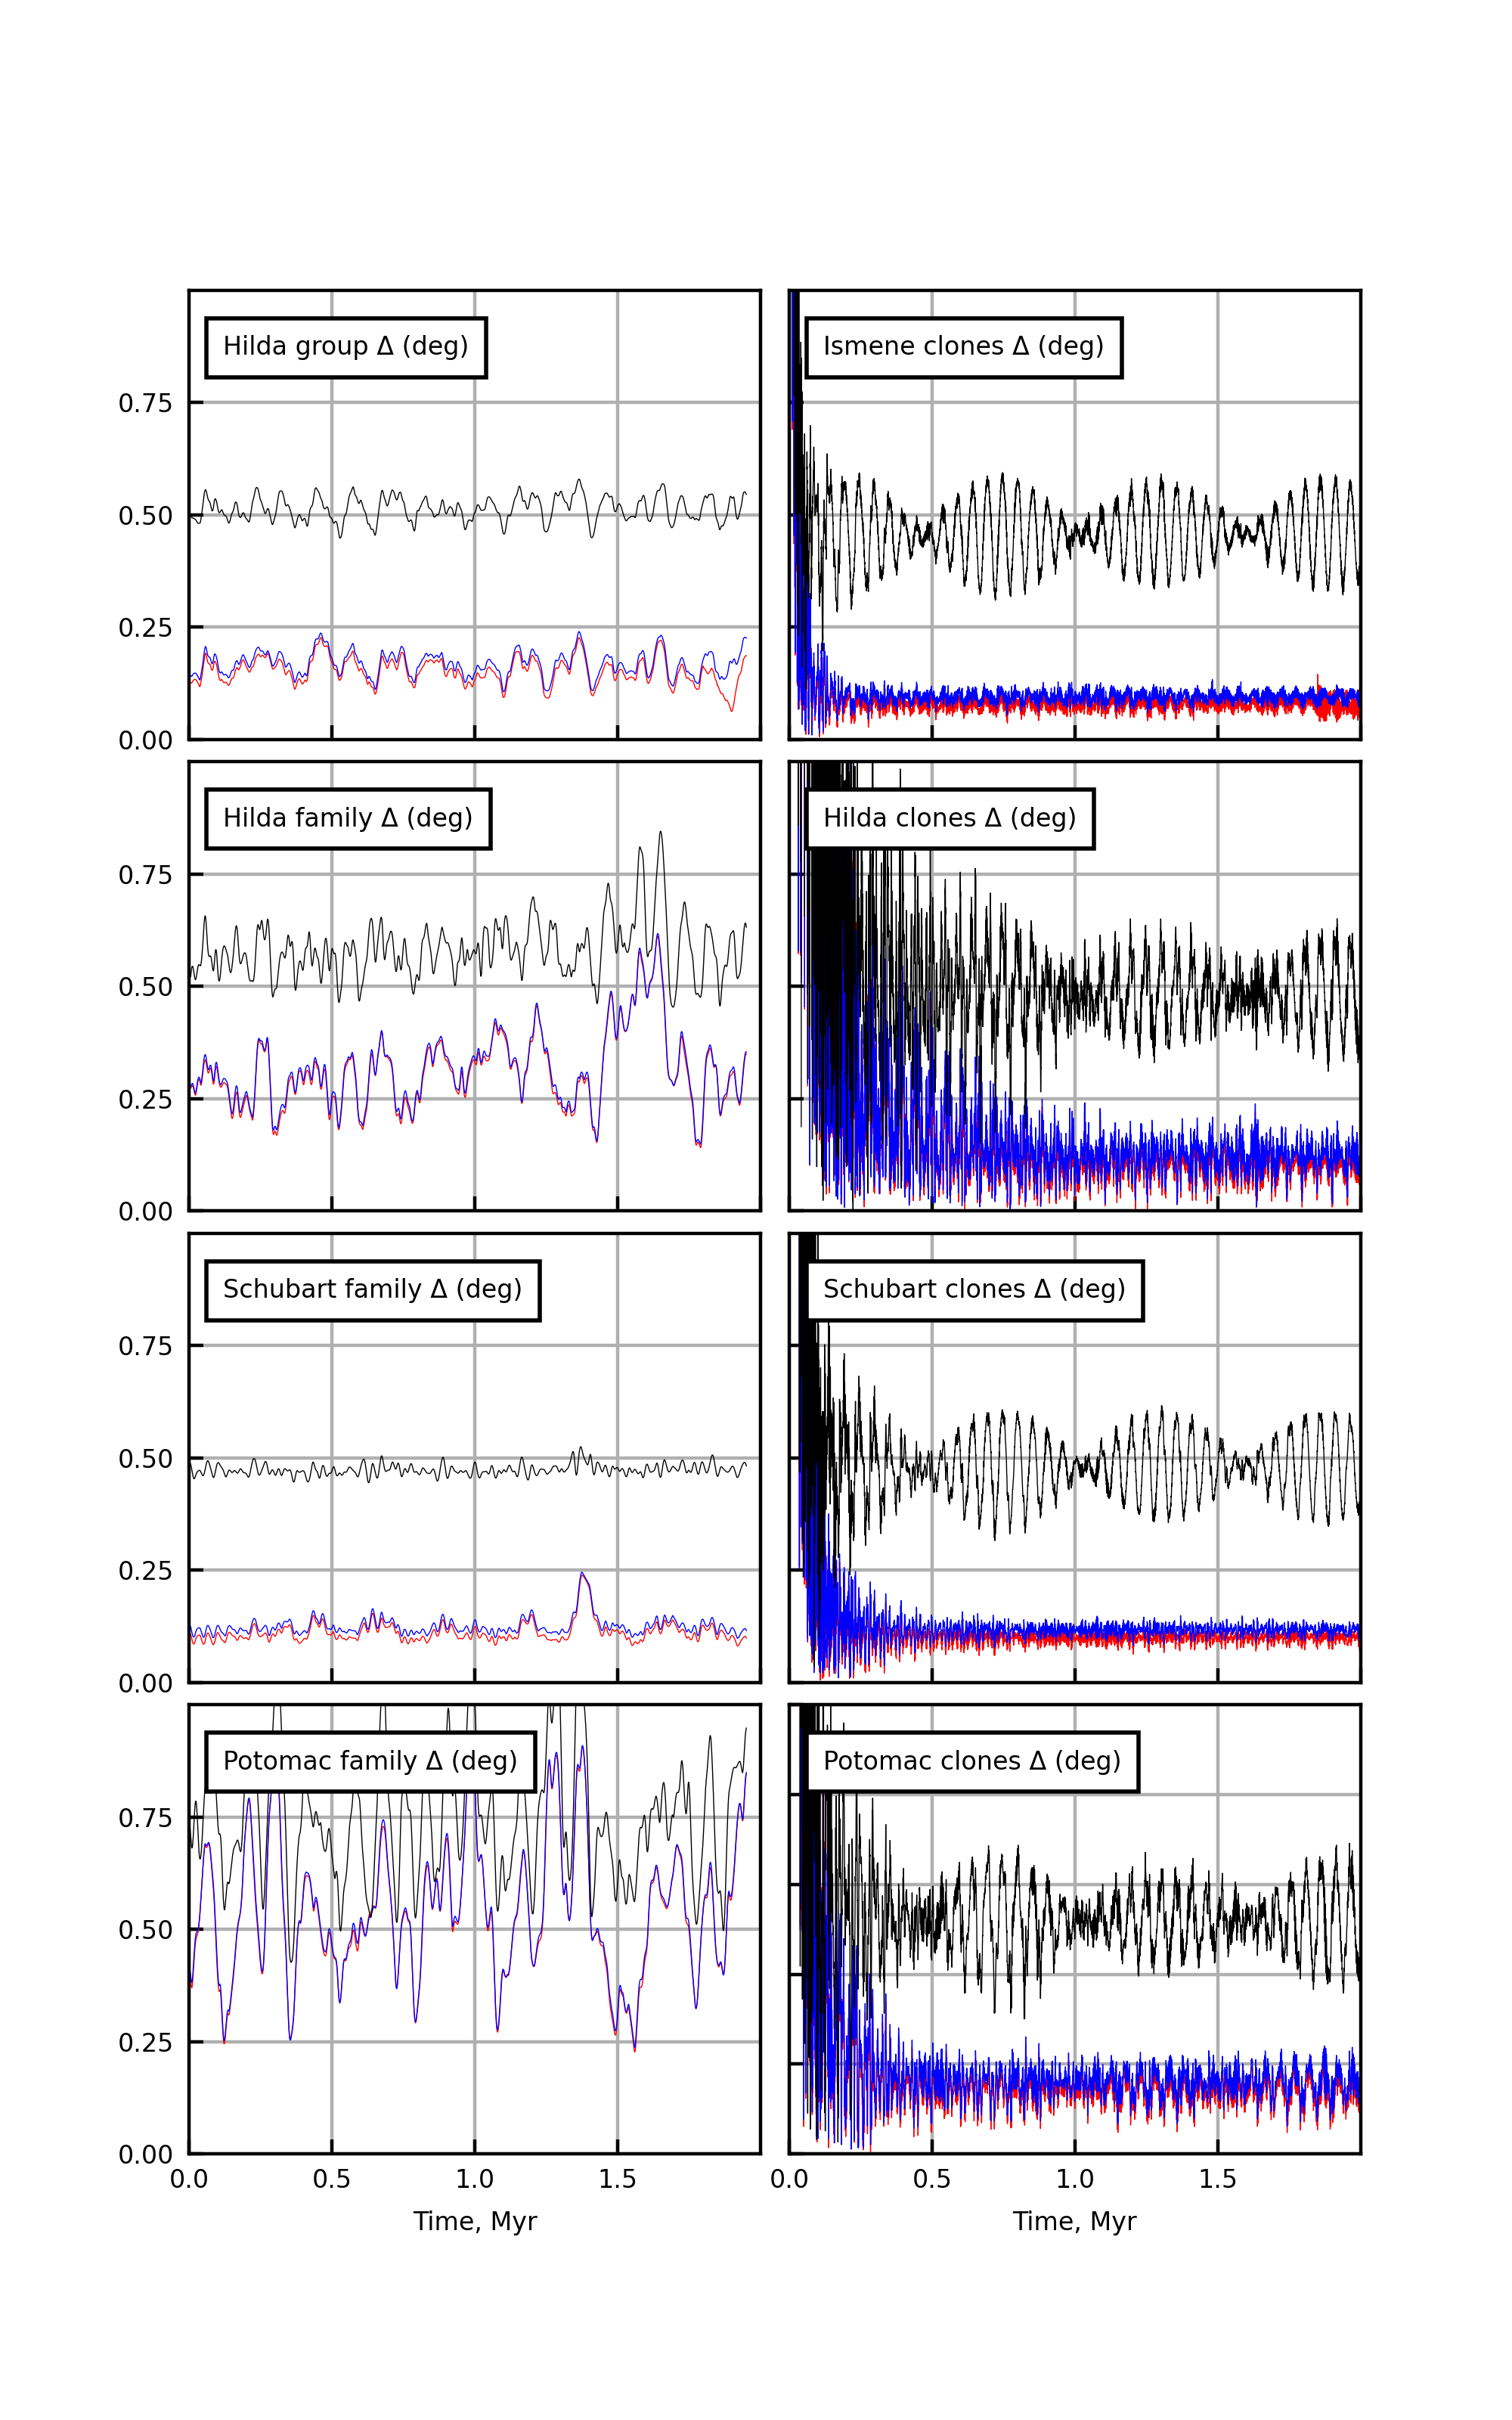 Hilda group Δ (deg)
Ismene clones Δ (deg)
0.75
0.50
0.25
0.00
Hilda family Δ (deg)
Hilda clones Δ (deg)
0.75
0.50
0.25
0.00
Schubart family Δ (deg)
Schubart clones Δ (deg)
0.75
0.50
0.25
0.00
Potomac family Δ (deg)
Potomac clones Δ (deg)
0.75
0.50
0.25
0.00
0.0 0.5 1.0 1.5
0.0 0.5 1.0 1.5
Time, Myr
Time, Myr